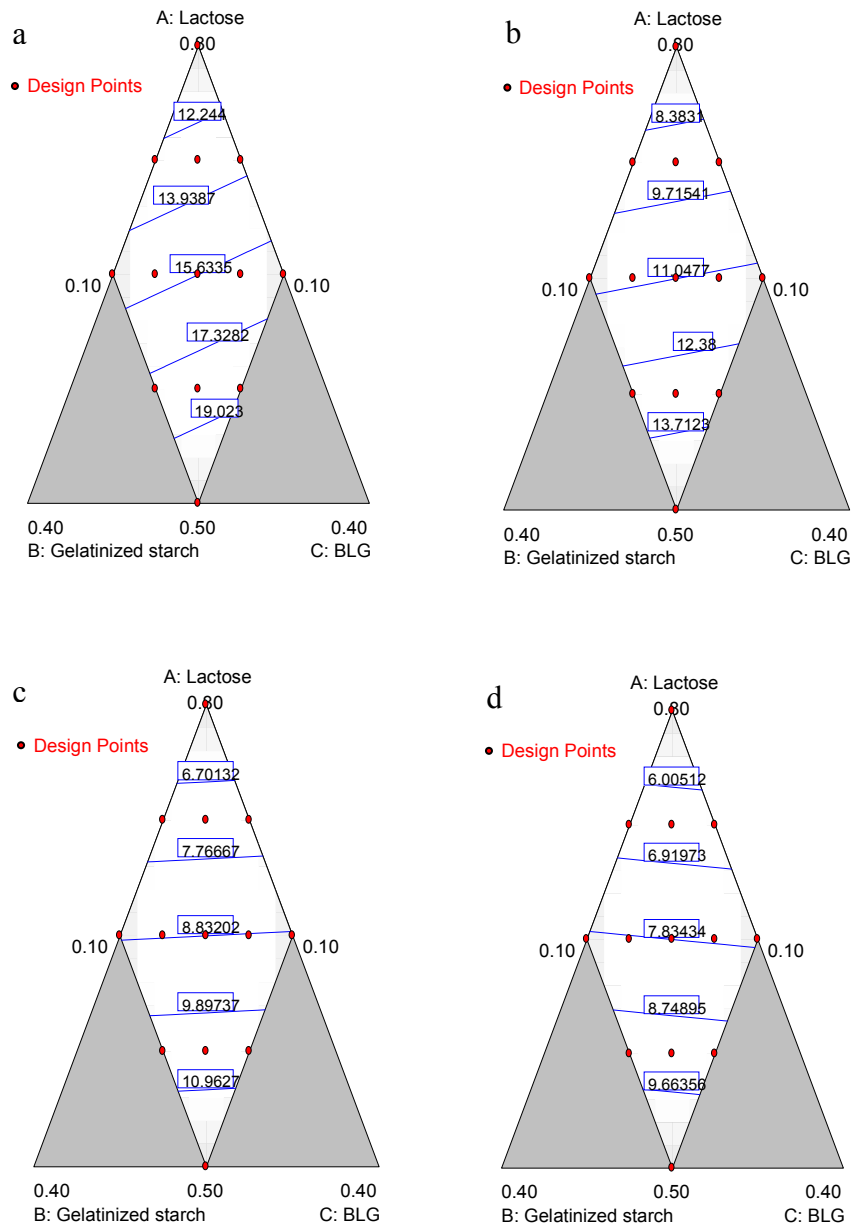 a
A: Lactose
0.80
Design Points
12.244
13.9387
15.6335
0.10
0.10
17.3282
19.023
0.40
0.50
0.40
B: Gelatinized starch
C: BLG
b
A: Lactose
0.80
Design Points
8.3831
9.71541
11.0477
0.10
0.10
12.38
13.7123
0.40
0.50
0.40
B: Gelatinized starch
C: BLG
c
A: Lactose
0.80
Design Points
6.70132
7.76667
8.83202
0.10
0.10
9.89737
10.9627
0.40
0.50
0.40
B: Gelatinized starch
C: BLG
d
A: Lactose
0.80
Design Points
6.00512
6.91973
7.83434
0.10
0.10
8.74895
9.66356
0.40
0.50
0.40
B: Gelatinized starch
C: BLG